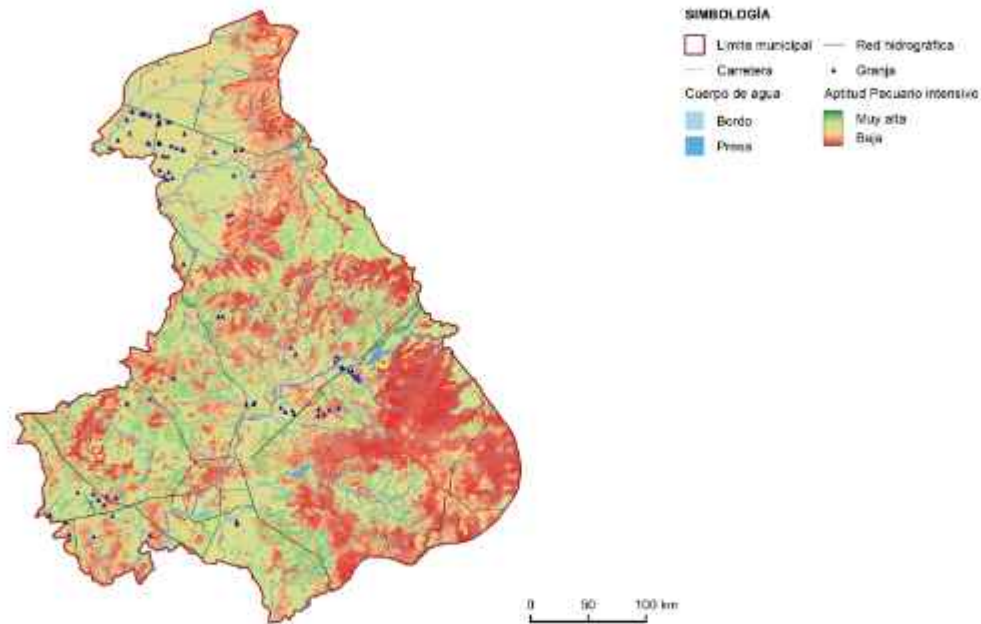 SIMBOLOGÍA
Límite municipal
Red hidrográfica
Carretera
Granja
Cuerpo de agua
Aptitud Pecuario intensivo
Bordo
Muy alta
Presa
Baja
0 50 100 km